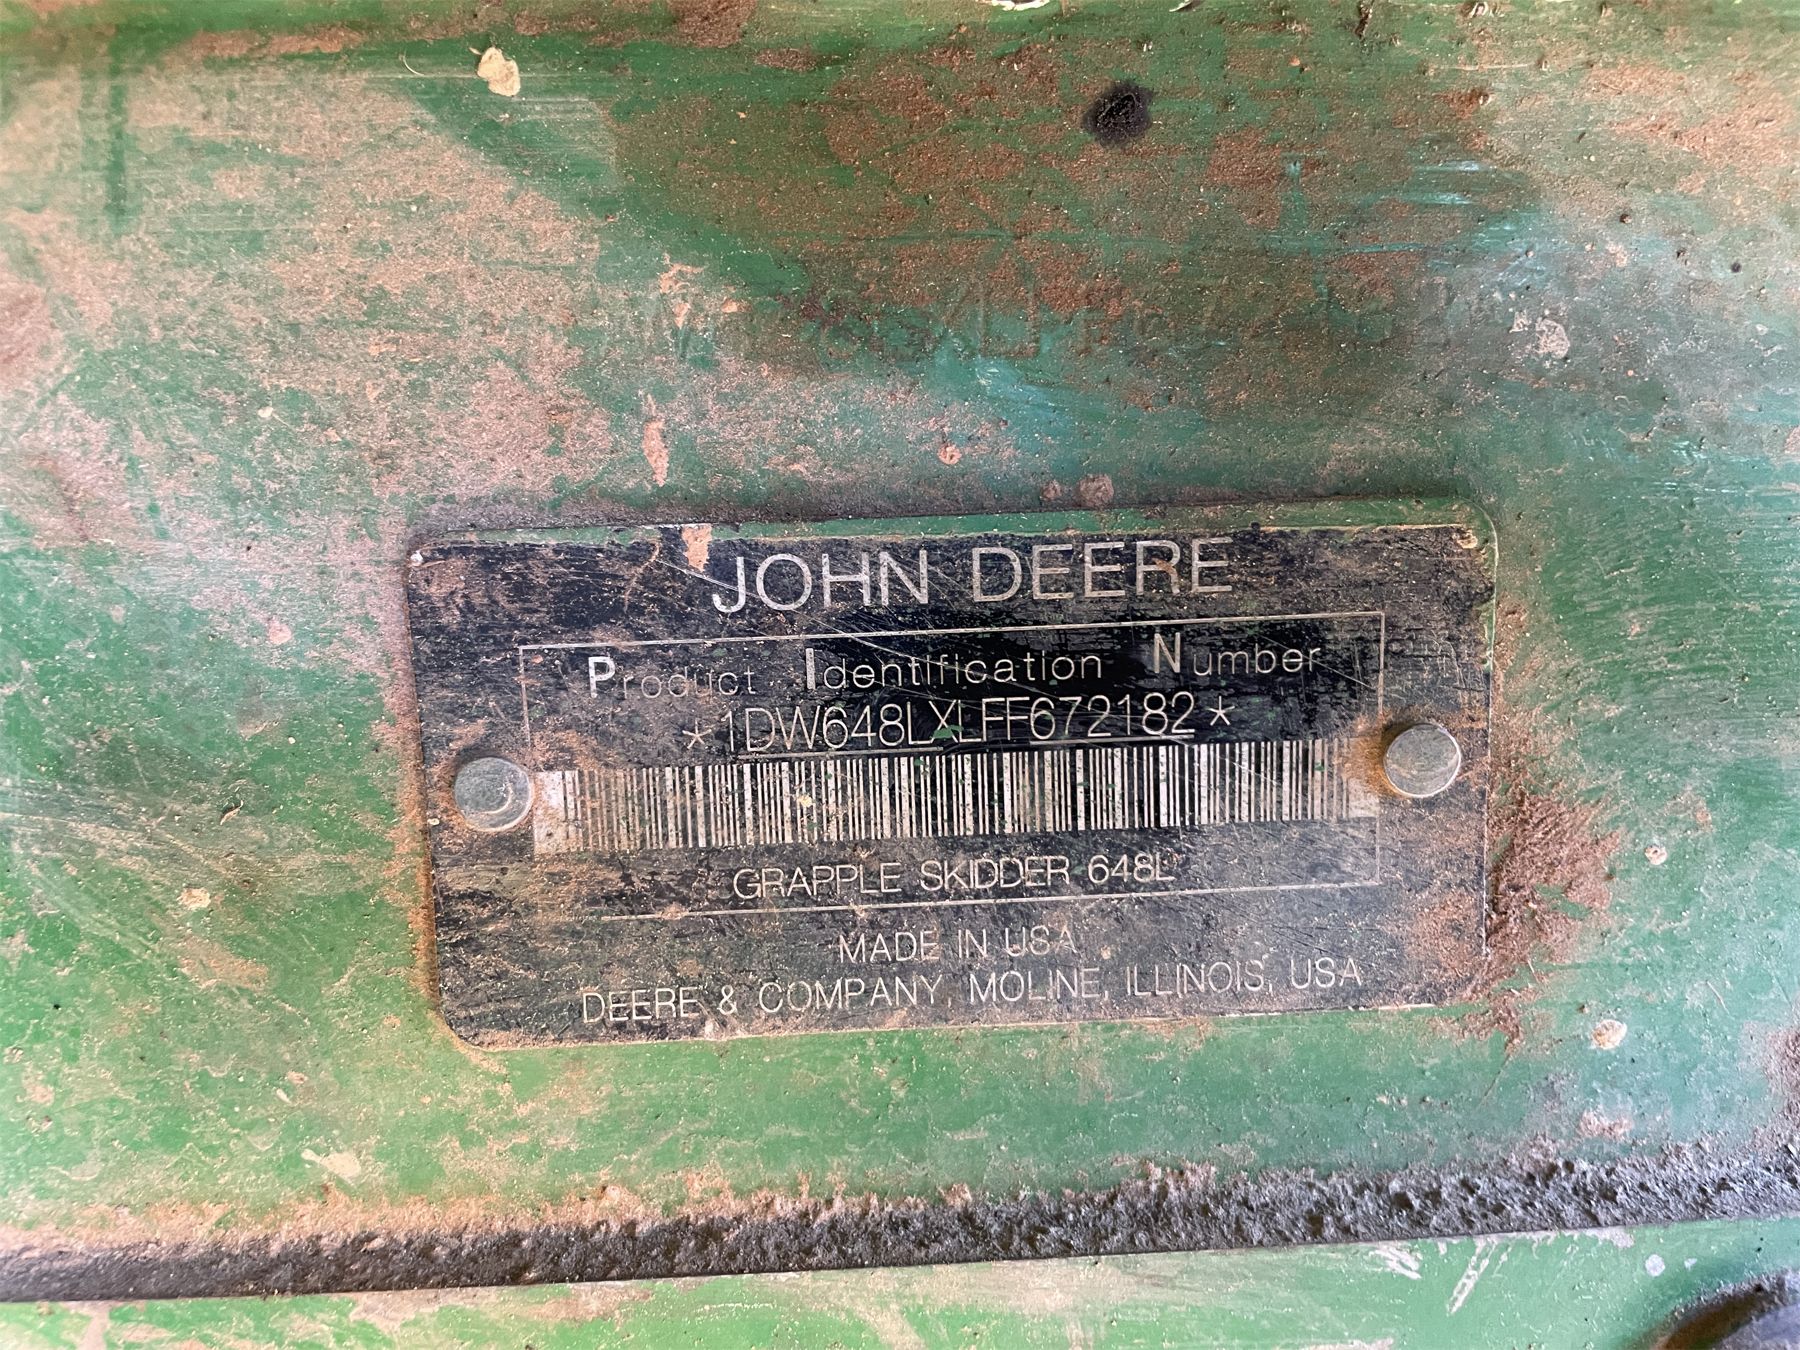 JOHN DEERE
Product Identification Number
*1DW648LXLFF672182*
GRAPPLE SKIDDER 648L
MADE IN USA
DEERE & COMPANY, MOLINE, ILLINOIS, USA